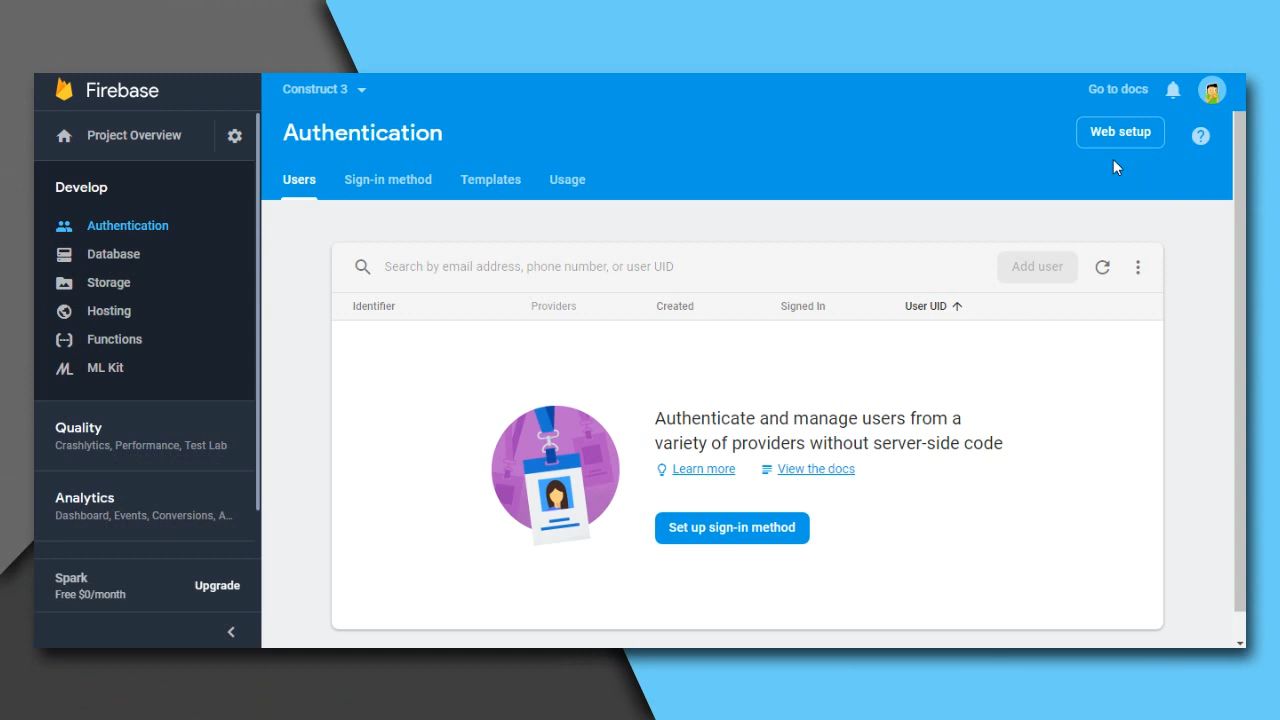 Firebase
Project Overview
Develop
Authentication
Database
Storage
Hosting
Functions
ML Kit
Quality
Crashlytics, Performance, Test Lab
Analytics
Dashboard, Events, Conversions, A...
Spark
Free $0/month
Upgrade
Construct 3
Go to docs
Authentication
Web setup
Users
Sign-in method
Templates
Usage
Search by email address, phone number, or user UID
Add user
Identifier
Providers
Created
Signed In
User UID
Authenticate and manage users from a
variety of providers without server-side code
Learn more
View the docs
Set up sign-in method